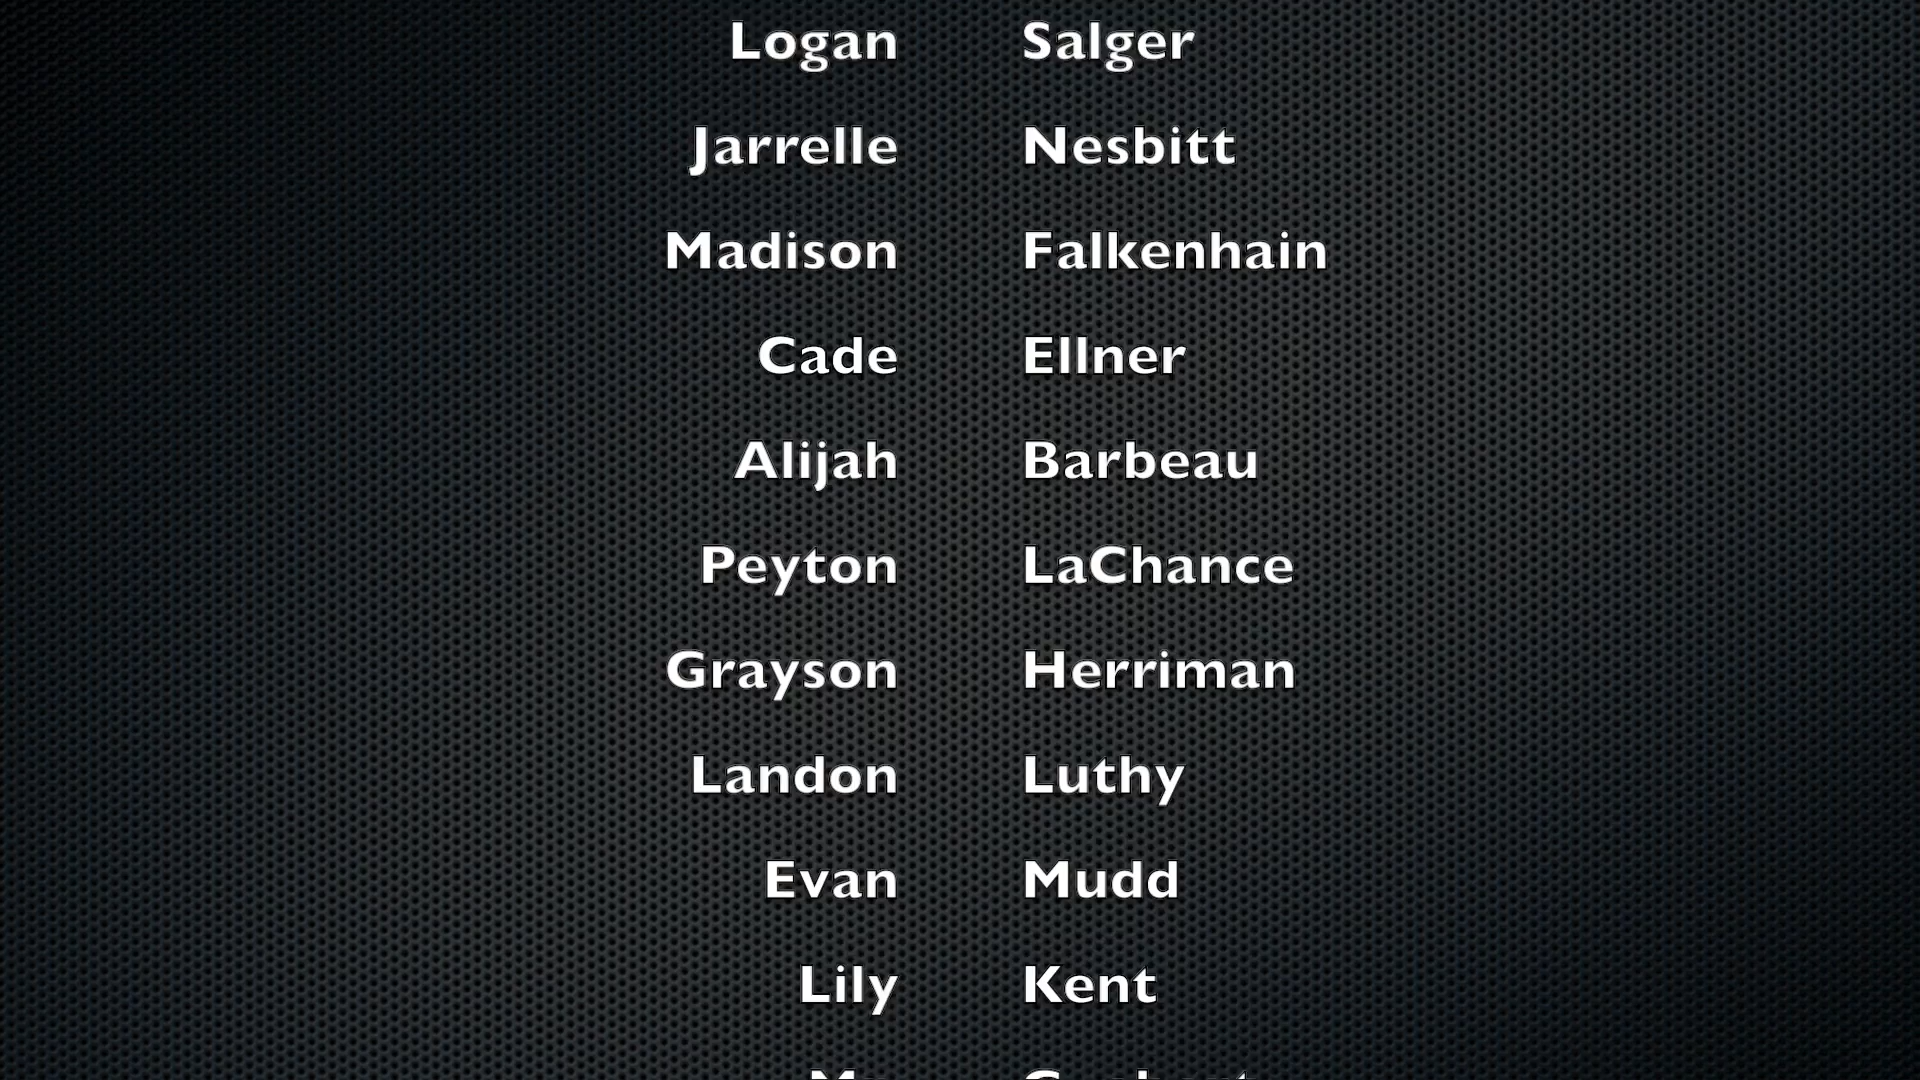 Logan Salger
Jarrelle Nesbitt
Madison Falkenhain
Cade Ellner
Alijah Barbeau
Peyton LaChance
Grayson Herriman
Landon Luthy
Evan Mudd
Lily Kent